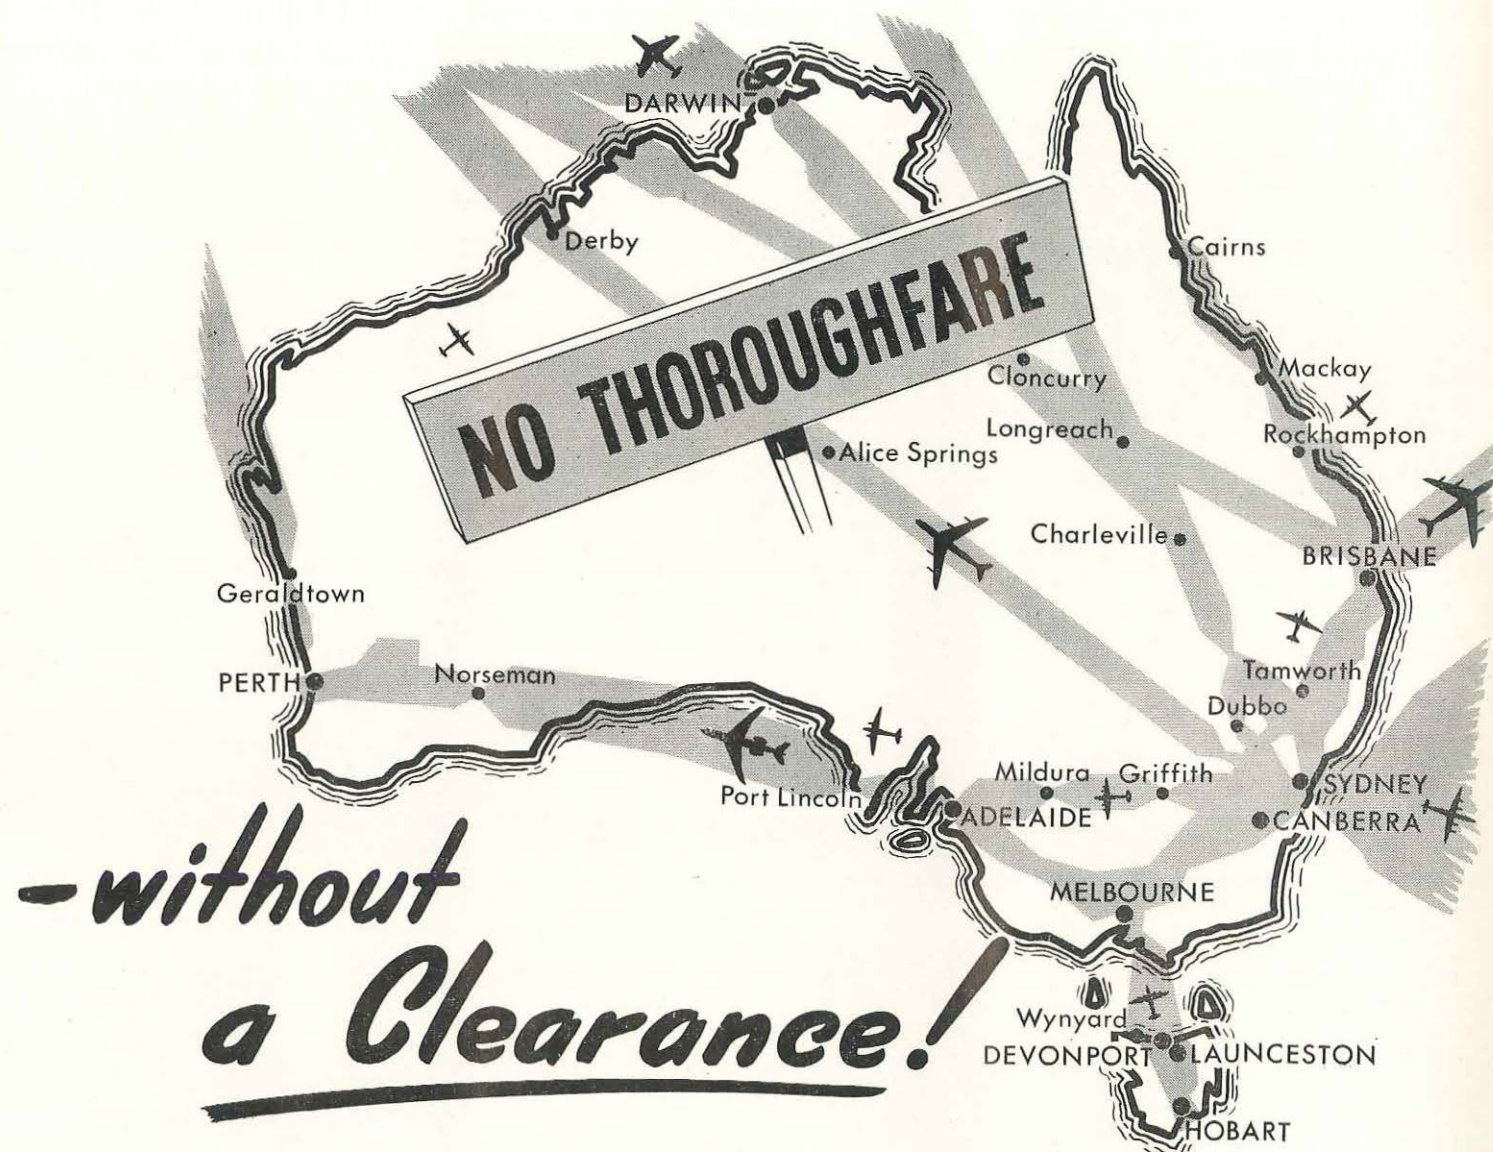 DARWIN
Derby
Cairns
NO THOROUGHFARE
Cloncurry
Mackay
Longreach
Rockhampton
Alice Springs
Charleville
BRISBANE
Geraldtown
Tamworth
PERTH
Norseman
Dubbo
Mildura
Griffith
SYDNEY
Port Lincoln
ADELAIDE
CANBERRA
-without
MELBOURNE
a Clearance!
Wynyard
DEVONPORT
LAUNCESTON
HOBART